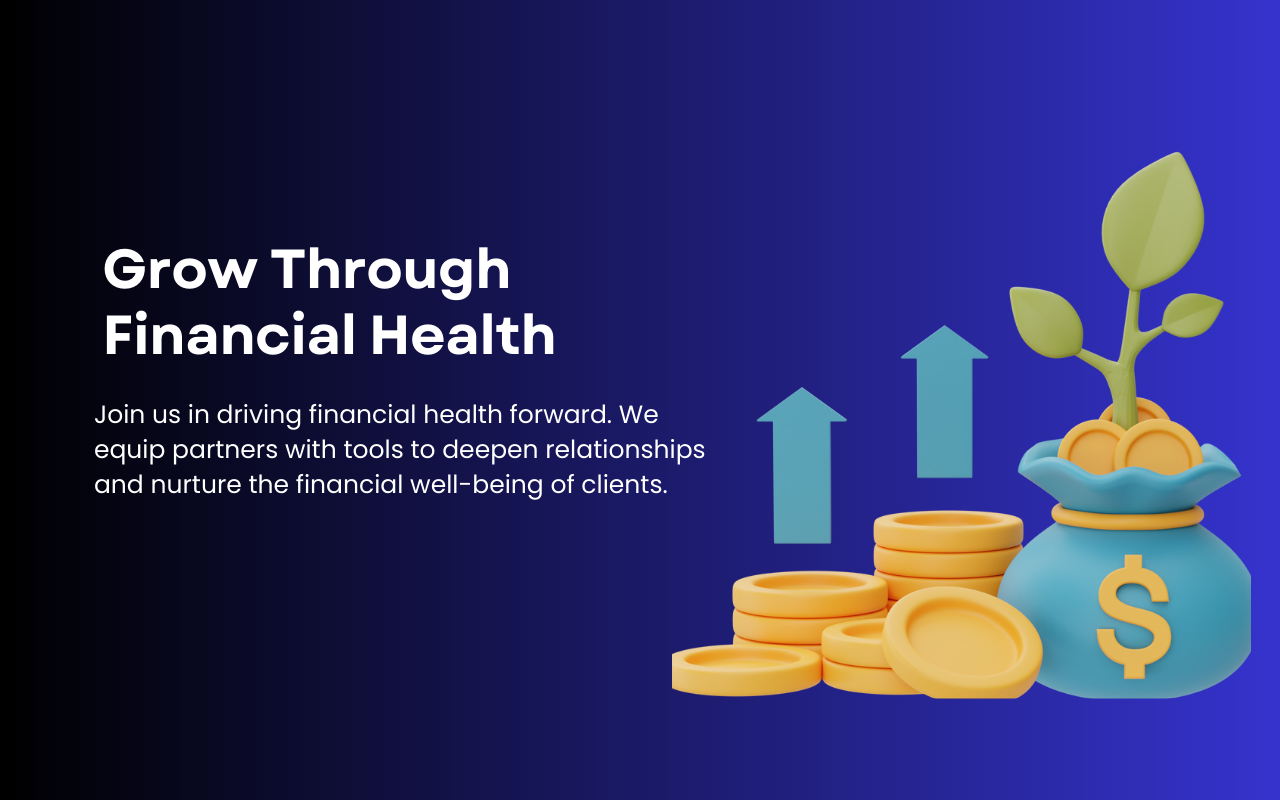 Grow Through
Financial Health
Join us in driving financial health forward. We
equip partners with tools to deepen relationships
and nurture the financial well-being of clients.
$